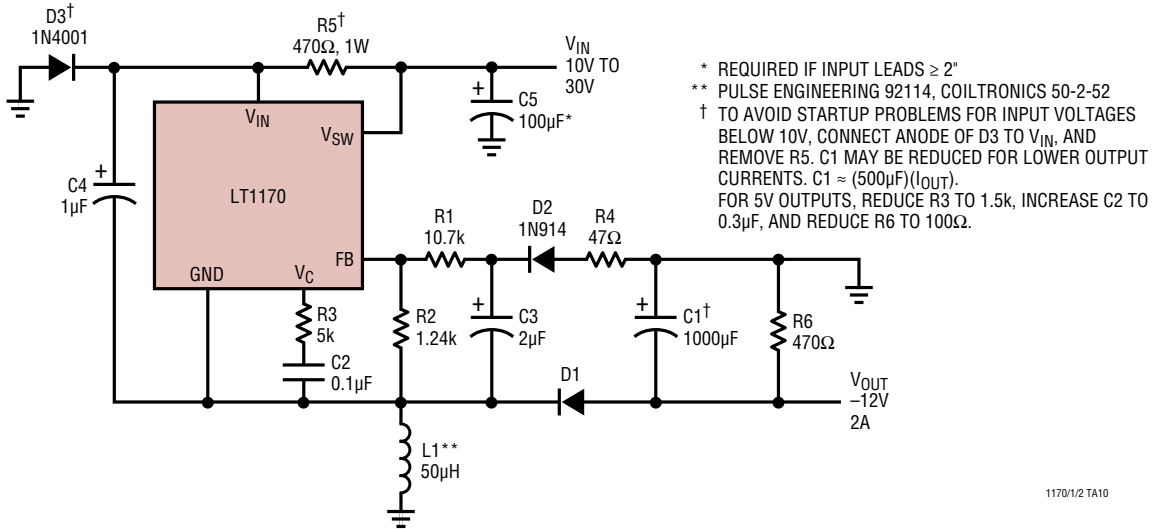 D3†
1N4001
R5†
470Ω, 1W
VIN
10V TO
30V
+
C5
100µF*
VIN
VSW
LT1170
GND
VC
FB
+
C4
1µF
R1
10.7k
D2
1N914
R4
47Ω
R3
5k
C2
0.1µF
R2
1.24k
+
C3
2µF
+
C1†
1000µF
R6
470Ω
D1
VOUT
–12V
2A
L1**
50µH
* REQUIRED IF INPUT LEADS ≥ 2"
** PULSE ENGINEERING 92114, COILTRONICS 50-2-52
† TO AVOID STARTUP PROBLEMS FOR INPUT VOLTAGES
BELOW 10V, CONNECT ANODE OF D3 TO VIN, AND
REMOVE R5. C1 MAY BE REDUCED FOR LOWER OUTPUT
CURRENTS. C1 ≈ (500µF)(IOUT).
FOR 5V OUTPUTS, REDUCE R3 TO 1.5k, INCREASE C2 TO
0.3µF, AND REDUCE R6 TO 100Ω.
1170/1/2 TA10